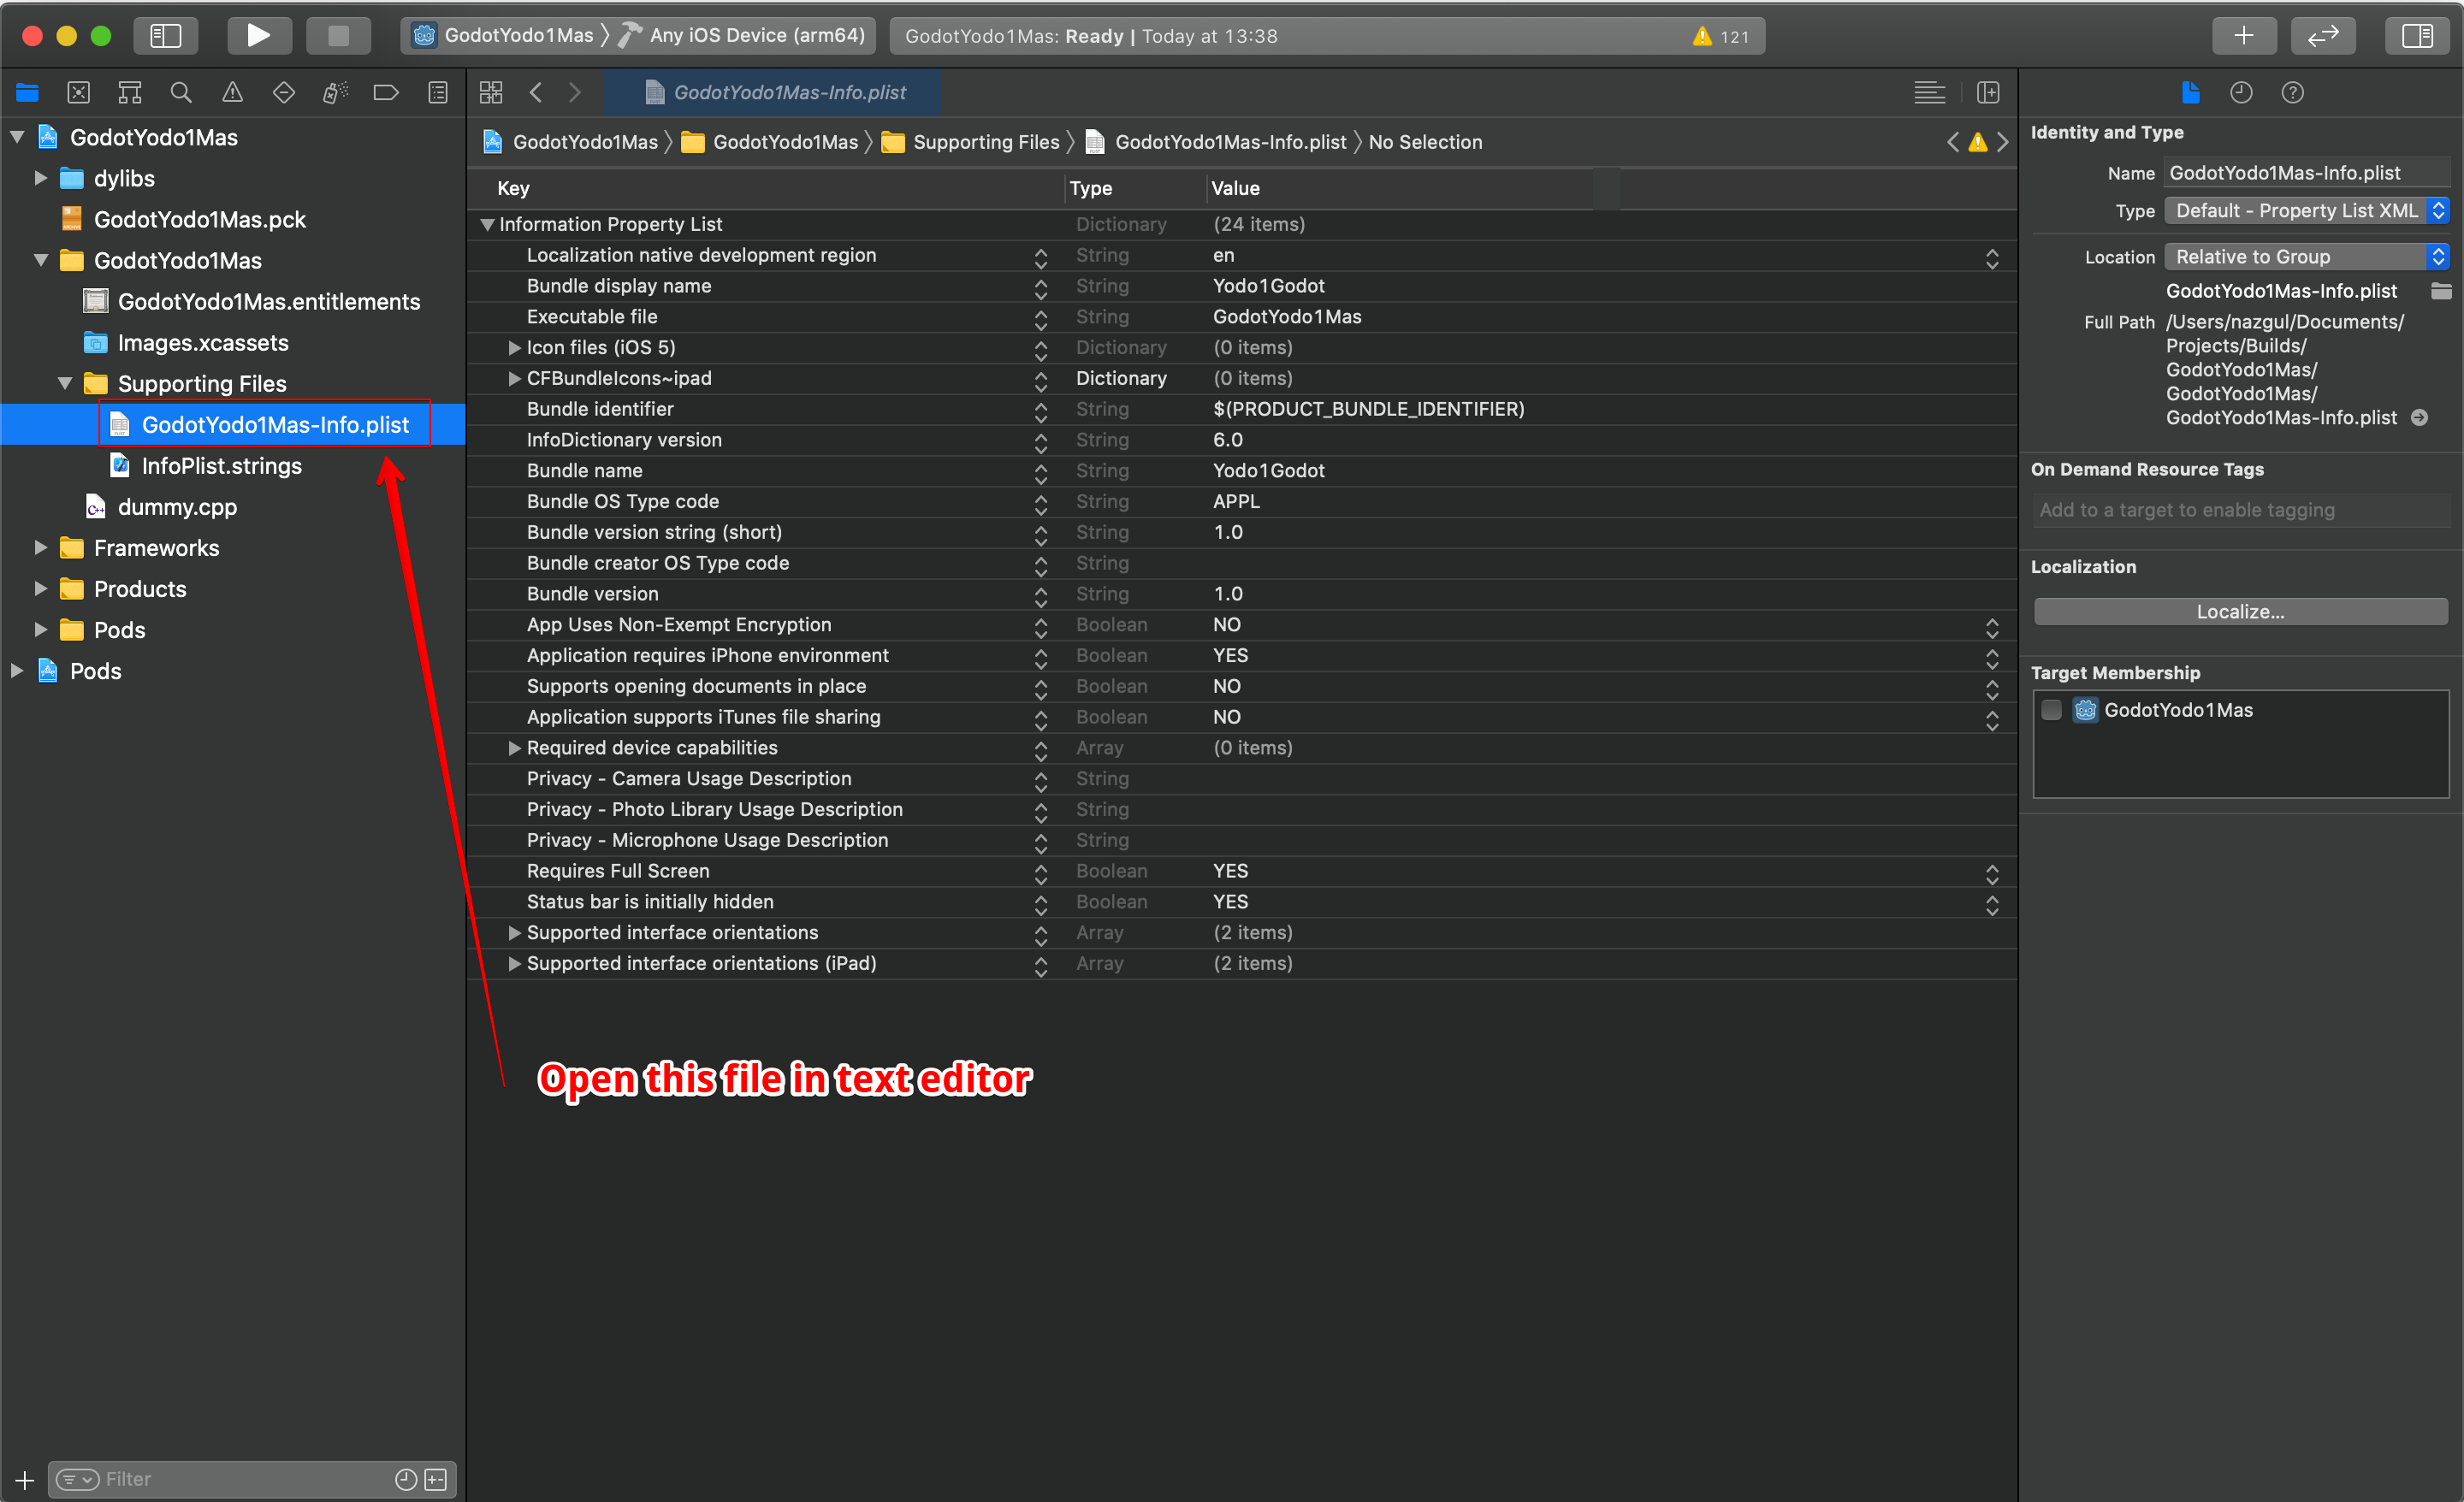 GodotYodo1Mas Any iOS Device (arm64)
GodotYodo1Mas: Ready | Today at 13:38
121
GodotYodo1Mas
dylibs
GodotYodo1Mas.pck
GodotYodo1Mas
GodotYodo1Mas.entitlements
Images.xcassets
Supporting Files
GodotYodo1Mas-Info.plist
InfoPlist.strings
dummy.cpp
Frameworks
Products
Pods
Pods
Filter
GodotYodo1Mas-Info.plist
GodotYodo1Mas GodotYodo1Mas Supporting Files GodotYodo1Mas-Info.plist No Selection
Key Type Value
Information Property List Dictionary (24 items)
Localization native development region String en
Bundle display name String Yodo1Godot
Executable file String GodotYodo1Mas
Icon files (iOS 5) Dictionary (0 items)
CFBundleIcons~ipad Dictionary (0 items)
Bundle identifier String $(PRODUCT_BUNDLE_IDENTIFIER)
InfoDictionary version String 6.0
Bundle name String Yodo1Godot
Bundle OS Type code String APPL
Bundle version string (short) String 1.0
Bundle creator OS Type code String
Bundle version String 1.0
App Uses Non-Exempt Encryption Boolean NO
Application requires iPhone environment Boolean YES
Supports opening documents in place Boolean NO
Application supports iTunes file sharing Boolean NO
Required device capabilities Array (0 items)
Privacy - Camera Usage Description String
Privacy - Photo Library Usage Description String
Privacy - Microphone Usage Description String
Requires Full Screen Boolean YES
Status bar is initially hidden Boolean YES
Supported interface orientations Array (2 items)
Supported interface orientations (iPad) Array (2 items)
Open this file in text editor
Identity and Type
Name GodotYodo1Mas-Info.plist
Type Default - Property List XML
Location Relative to Group
GodotYodo1Mas-Info.plist
Full Path /Users/nazgul/Documents/
Projects/Builds/
GodotYodo1Mas/
GodotYodo1Mas/
GodotYodo1Mas-Info.plist
On Demand Resource Tags
Add to a target to enable tagging
Localization
Localize...
Target Membership
GodotYodo1Mas